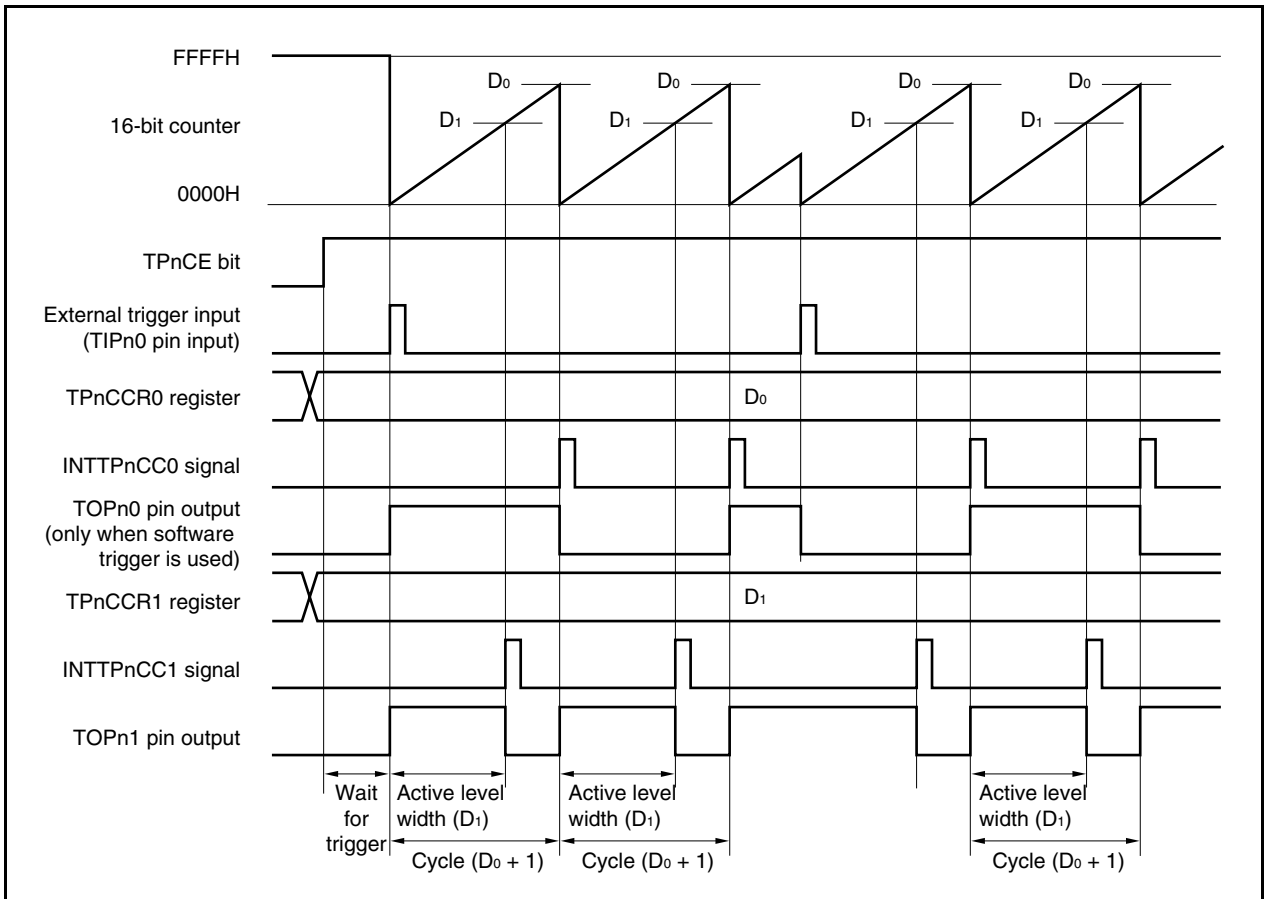 FFFFH
D0 D0 D0 D0
16-bit counter
D1 D1 D1 D1
0000H
TPnCE bit
External trigger input
(TIPn0 pin input)
TPnCCR0 register
D0
INTTPnCC0 signal
TOPn0 pin output
(only when software
trigger is used)
TPnCCR1 register
D1
INTTPnCC1 signal
TOPn1 pin output
Wait
for
trigger
Active level
width (D1)
Active level
width (D1)
Active level
width (D1)
Cycle (D0 + 1)
Cycle (D0 + 1)
Cycle (D0 + 1)